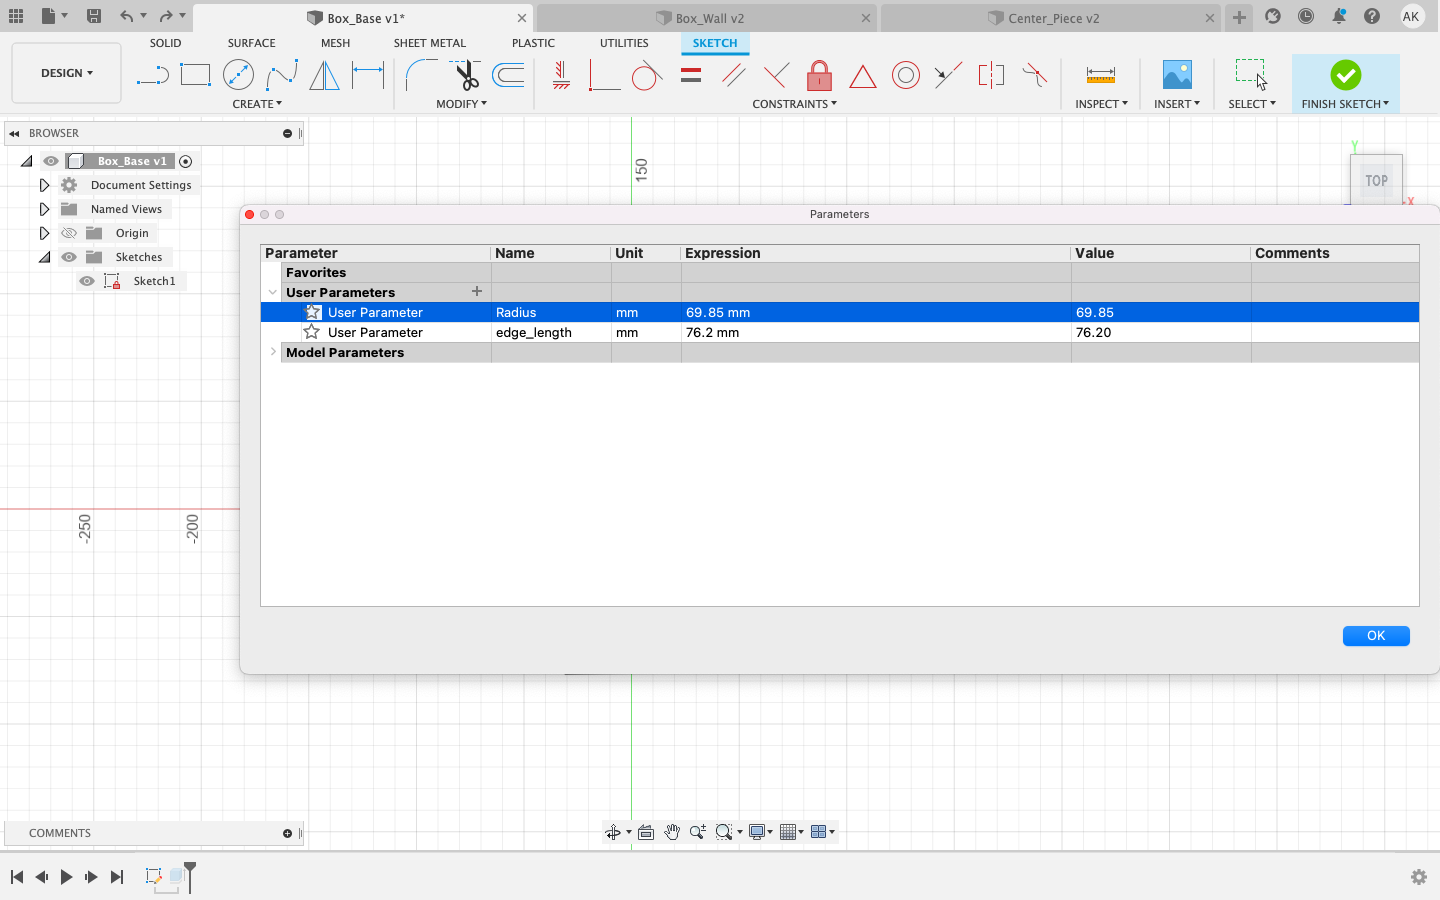 Box_Base v1*
Box_Wall v2
Center_Piece v2
AK
DESIGN
SOLID
SURFACE
MESH
SHEET METAL
PLASTIC
UTILITIES
SKETCH
CREATE
MODIFY
CONSTRAINTS
INSPECT
INSERT
SELECT
FINISH SKETCH
BROWSER
Box_Base v1
Document Settings
Named Views
Origin
Sketches
Sketch1
150
Y
TOP
X
-250
-200
Parameters
Parameter Name Unit Expression Value Comments
Favorites
User Parameters
User Parameter Radius mm 69.85 mm 69.85
User Parameter edge_length mm 76.2 mm 76.20
Model Parameters
OK
COMMENTS